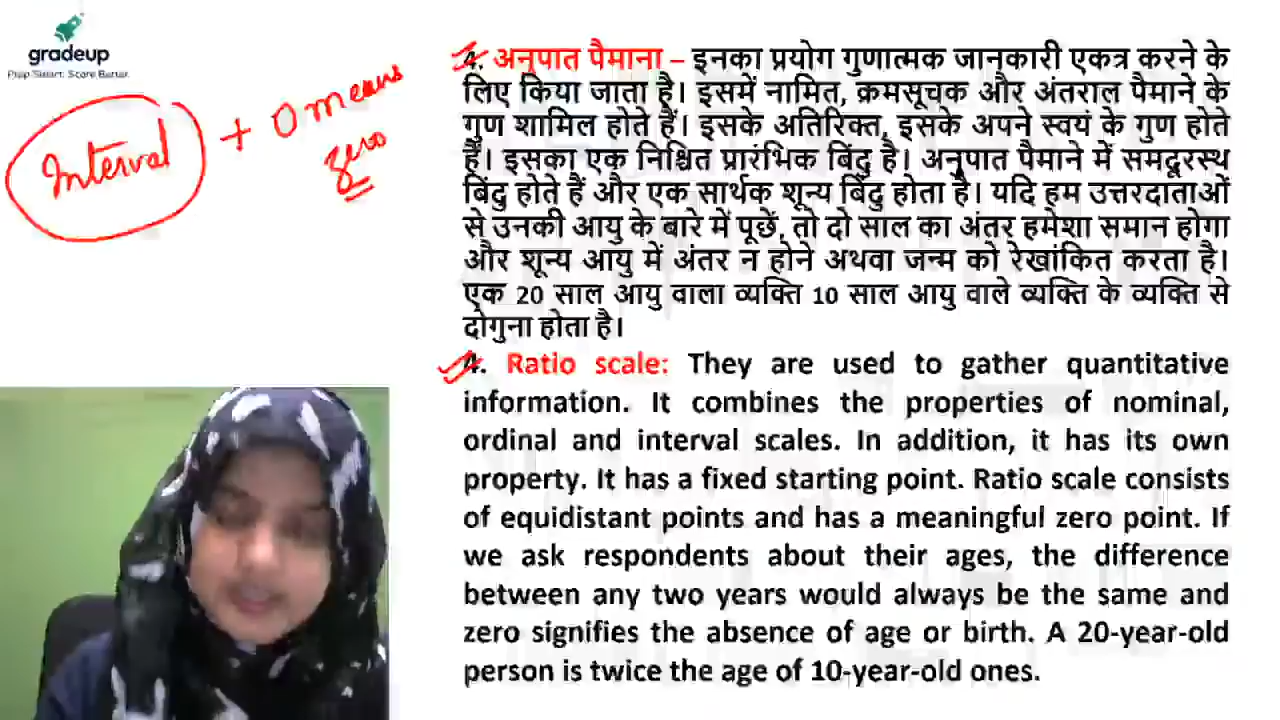 gradeup
Prep Smart. Score Better.
Interval + 0 means
zero
4. अनुपात पैमाना – इनका प्रयोग गुणात्मक जानकारी एकत्र करने के
लिए किया जाता है। इसमें नामित, क्रमसूचक और अंतराल पैमाने के
गुण शामिल होते हैं। इसके अतिरिक्त, इसके अपने स्वयं के गुण होते
हैं। इसका एक निश्चित प्रारंभिक बिंदु है। अनुपात पैमाने में समदूरस्थ
बिंदु होते हैं और एक सार्थक शून्य बिंदु होता है। यदि हम उत्तरदाताओं
से उनकी आयु के बारे में पूछें, तो दो साल का अंतर हमेशा समान होगा
और शून्य आयु में अंतर न होने अथवा जन्म को रेखांकित करता है।
एक 20 साल आयु वाला व्यक्ति 10 साल आयु वाले व्यक्ति के व्यक्ति से
दोगुना होता है।
4. Ratio scale: They are used to gather quantitative
information. It combines the properties of nominal,
ordinal and interval scales. In addition, it has its own
property. It has a fixed starting point. Ratio scale consists
of equidistant points and has a meaningful zero point. If
we ask respondents about their ages, the difference
between any two years would always be the same and
zero signifies the absence of age or birth. A 20-year-old
person is twice the age of 10-year-old ones.